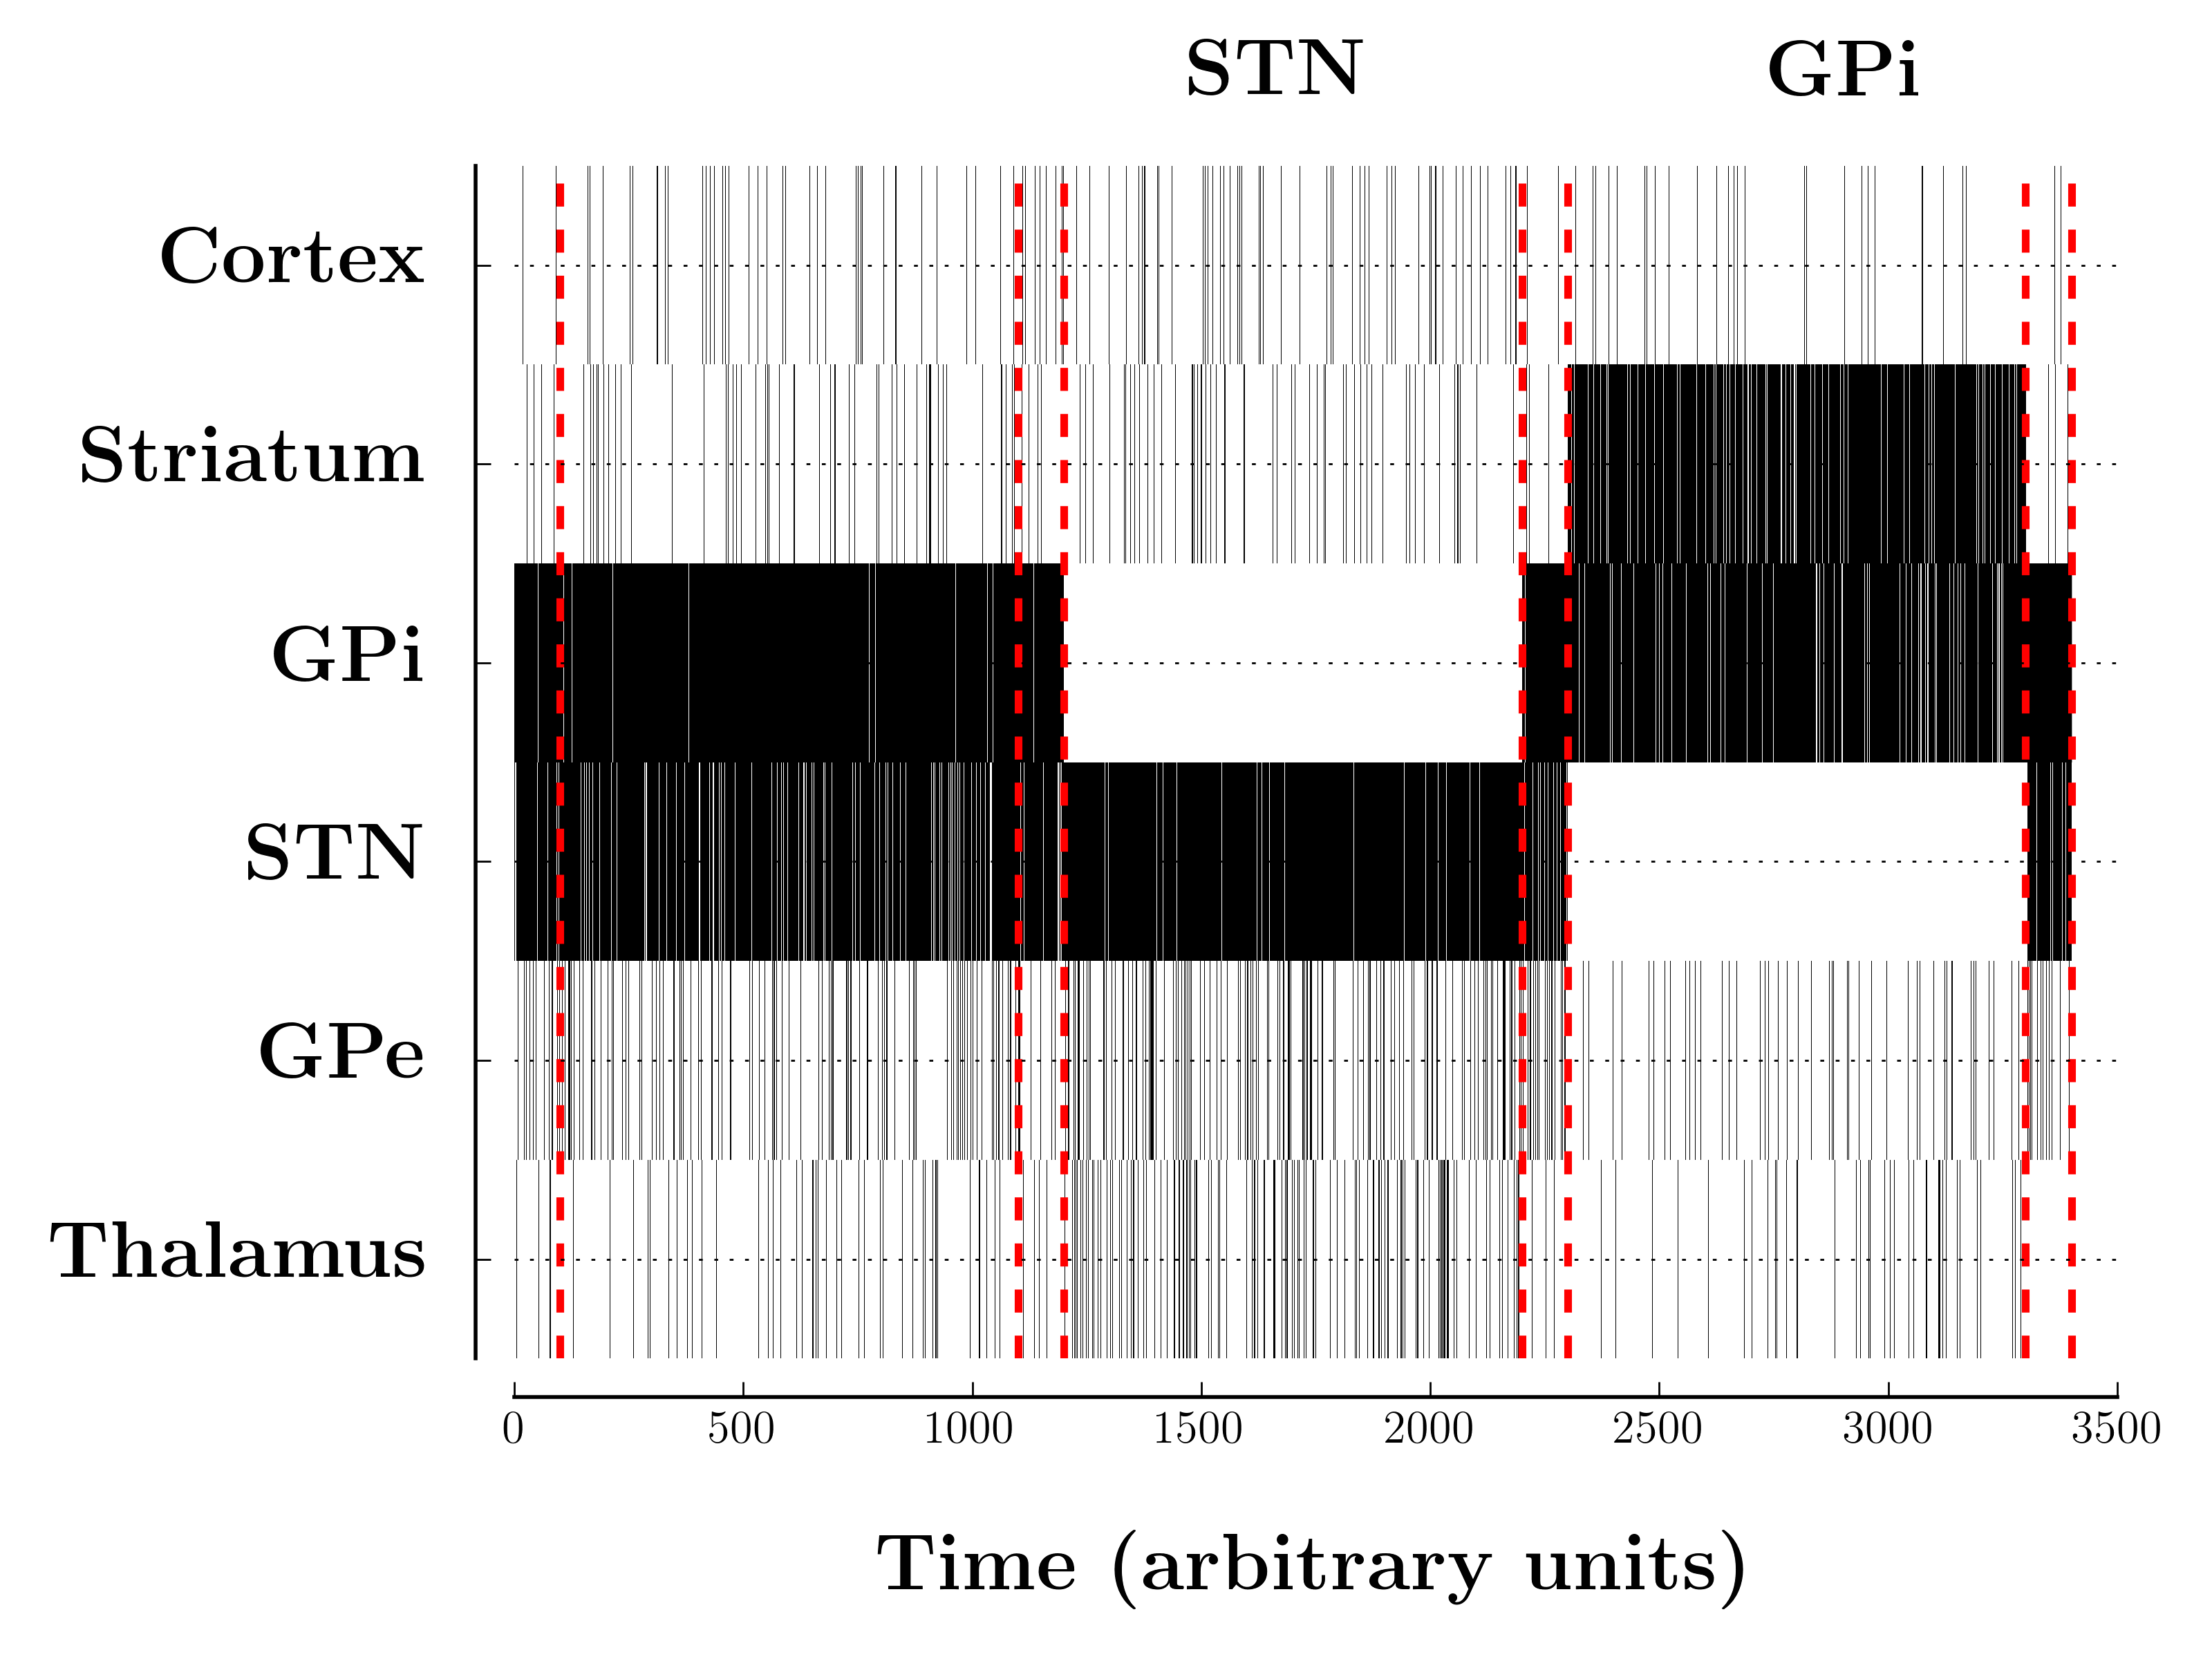 STN GPi
Cortex
Striatum
GPi
STN
GPe
Thalamus
0 500 1000 1500 2000 2500 3000 3500
Time (arbitrary units)